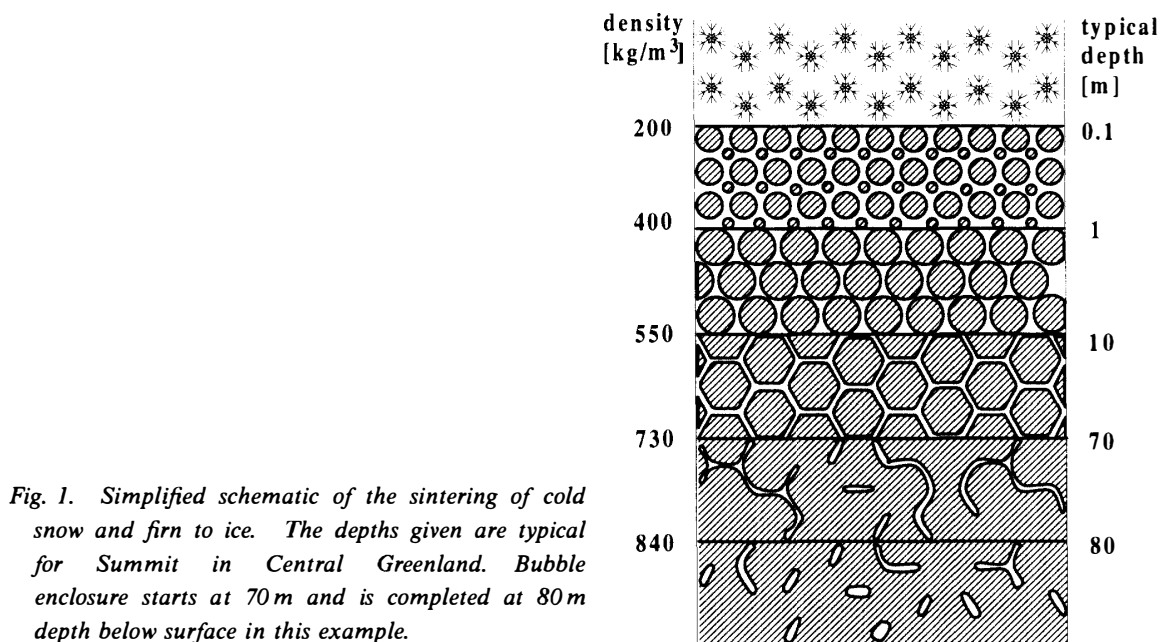 density
[kg/m³]
typical
depth
[m]
200
0.1
400
1
550
10
730
70
840
80
Fig. 1. Simplified schematic of the sintering of cold
snow and firn to ice. The depths given are typical
for Summit in Central Greenland. Bubble
enclosure starts at 70 m and is completed at 80 m
depth below surface in this example.